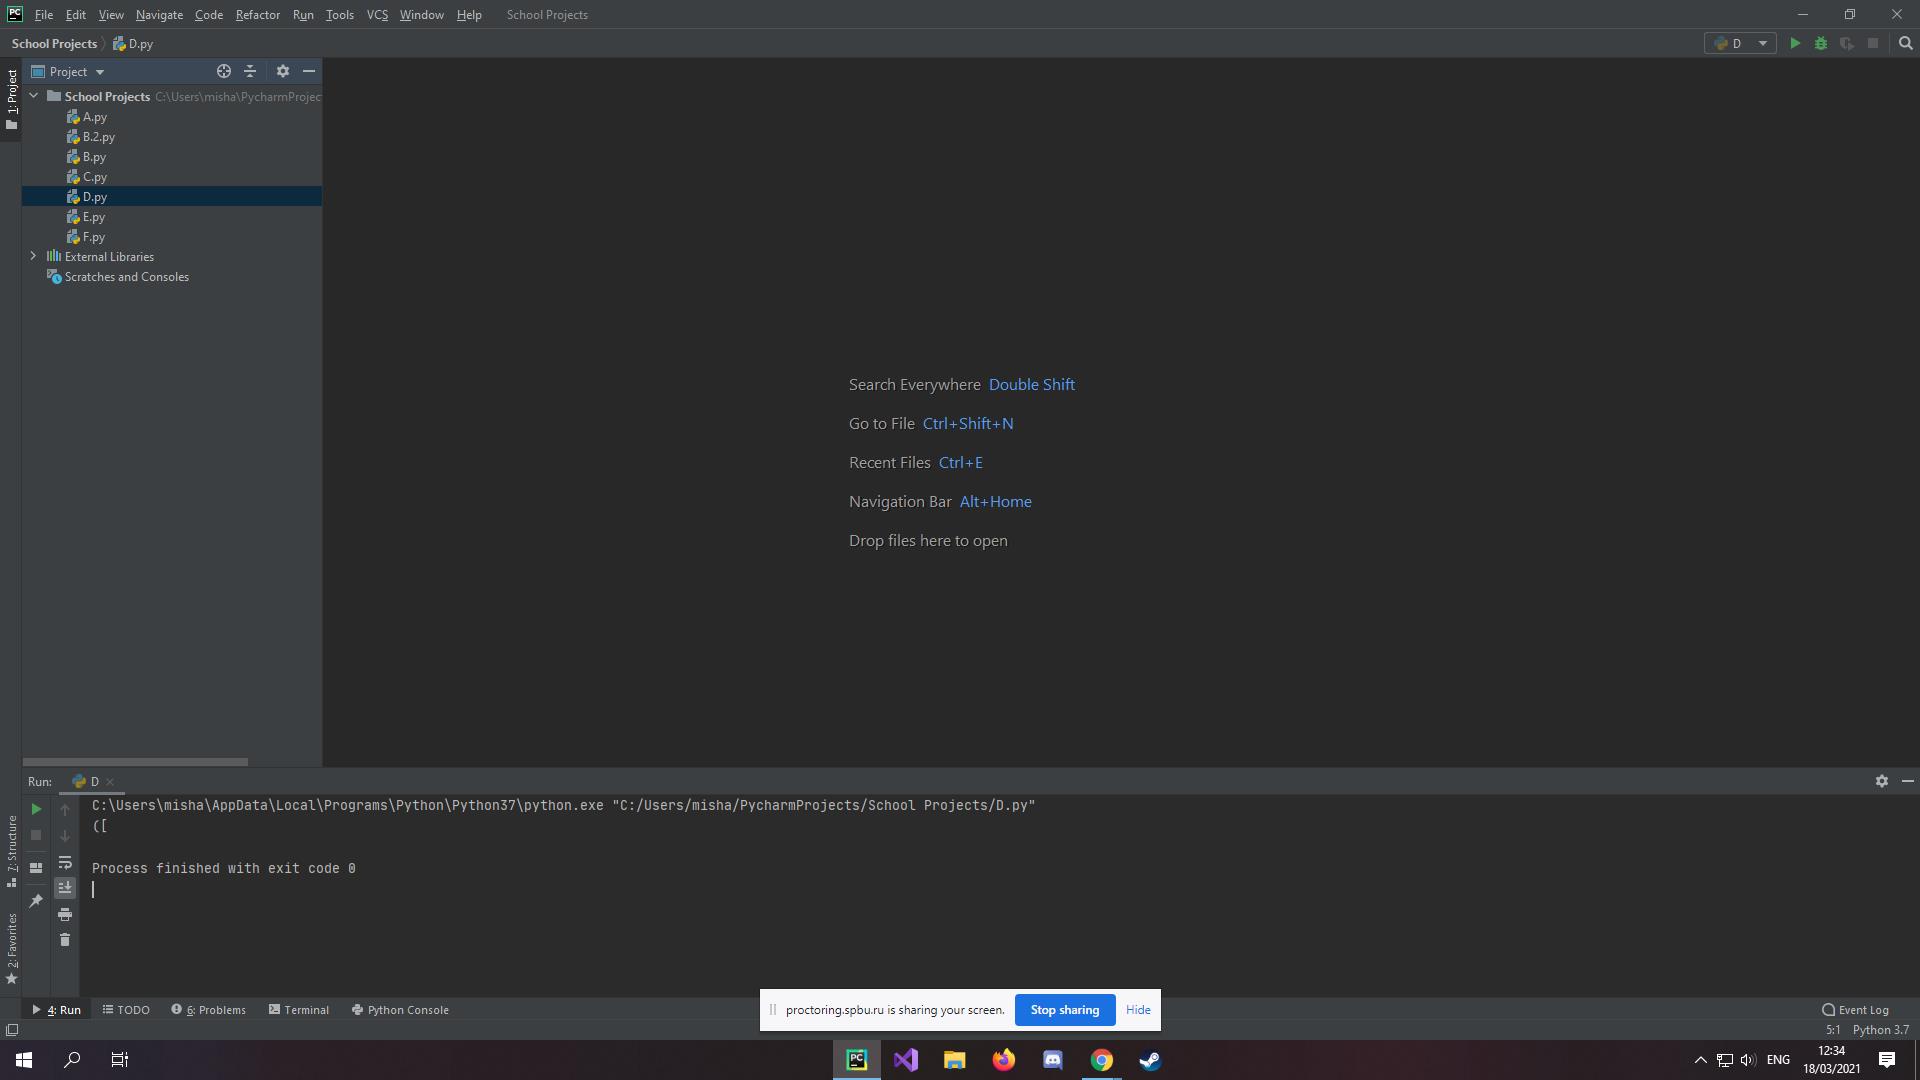 PC File Edit View Navigate Code Refactor Run Tools VCS Window Help School Projects
School Projects D.py D
1: Project
Project
School Projects C:\Users\misha\PycharmProjec
A.py
B.2.py
B.py
C.py
D.py
E.py
F.py
External Libraries
Scratches and Consoles
Search Everywhere Double Shift
Go to File Ctrl+Shift+N
Recent Files Ctrl+E
Navigation Bar Alt+Home
Drop files here to open
Run: D
C:\Users\misha\AppData\Local\Programs\Python\Python37\python.exe "C:/Users/misha/PycharmProjects/School Projects/D.py"
([
Process finished with exit code 0
7: Structure
2: Favorites
4: Run TODO 6: Problems Terminal Python Console Event Log
proctoring.spbu.ru is sharing your screen. Stop sharing Hide
5:1 Python 3.7
PC ENG 12:34
18/03/2021